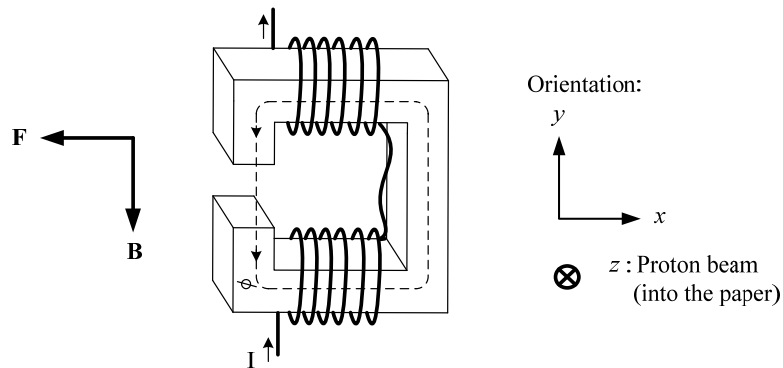 Orientation:
y
F
x
B
z : Proton beam
(into the paper)
ϕ
I